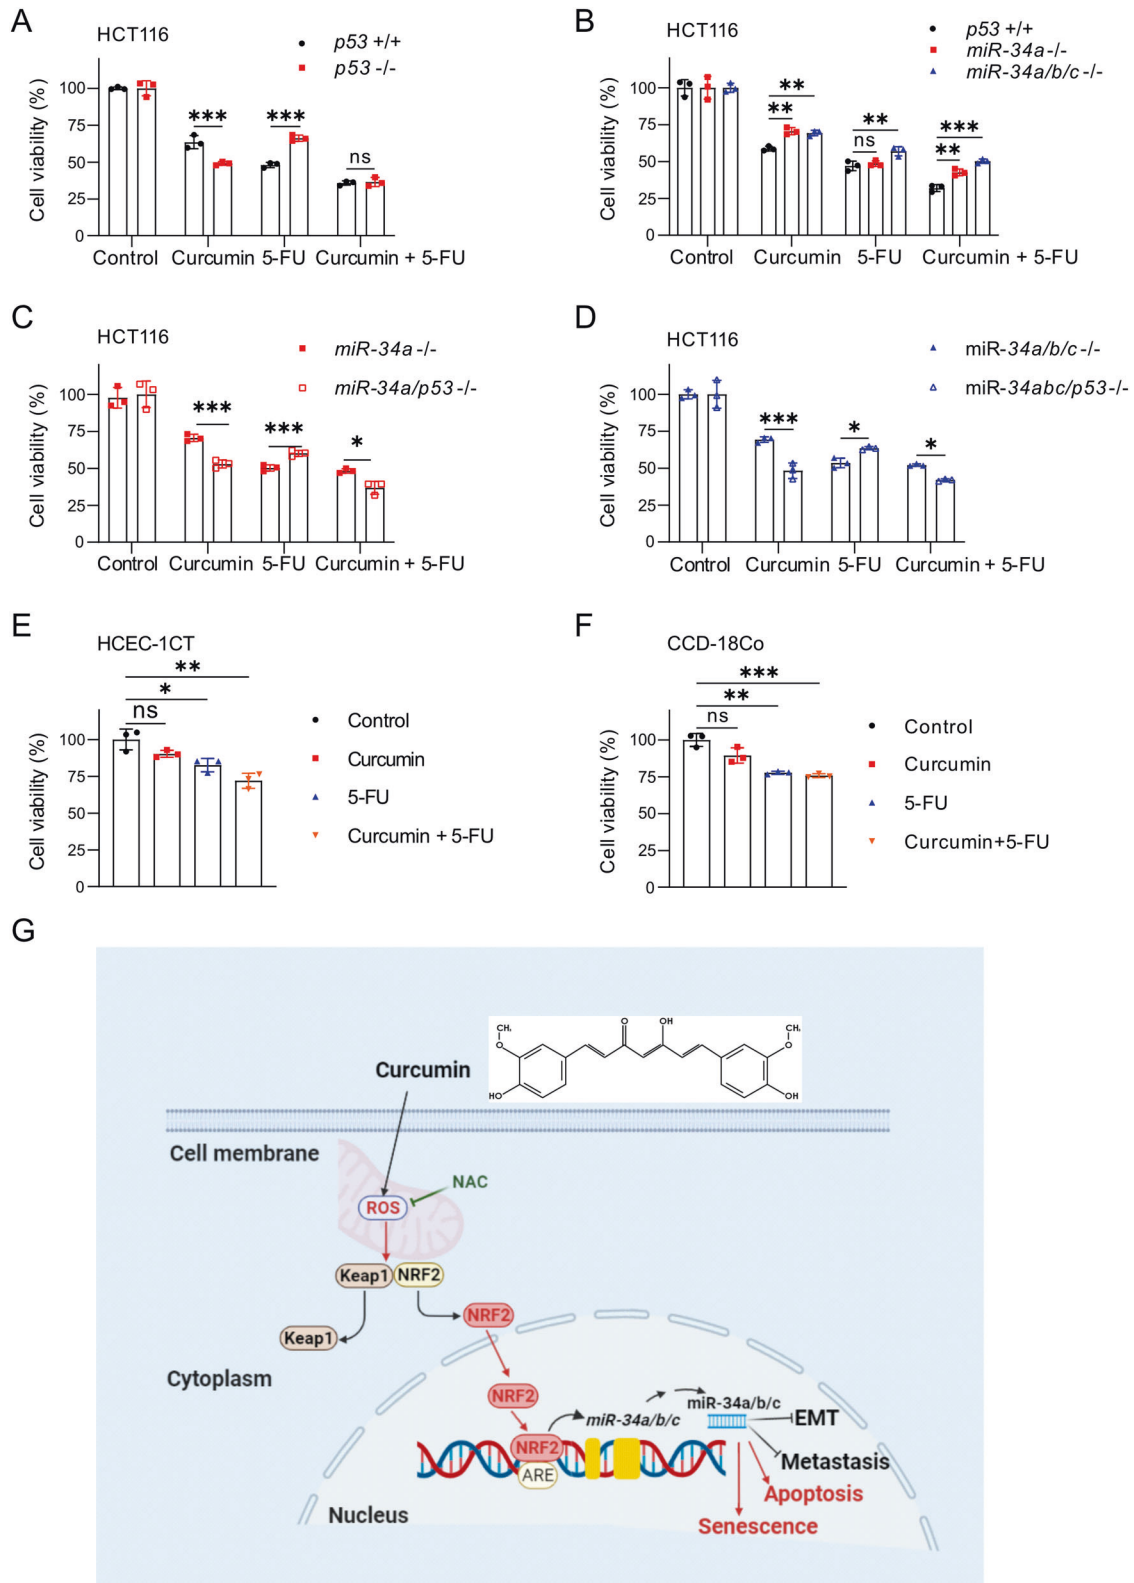 A
HCT116
p53 +/+
p53 -/-
Cell viability (%)
100
75
50
25
0
***
***
ns
Control
Curcumin
5-FU
Curcumin + 5-FU
B
HCT116
p53 +/+
miR-34a-/-
miR-34a/b/c-/-
Cell viability (%)
100
75
50
25
0
**
**
**
ns
***
**
Control
Curcumin
5-FU
Curcumin + 5-FU
C
HCT116
miR-34a-/-
miR-34a/p53-/-
Cell viability (%)
100
75
50
25
0
***
***
*
Control
Curcumin
5-FU
Curcumin + 5-FU
D
HCT116
miR-34a/b/c-/-
miR-34abc/p53-/-
Cell viability (%)
100
75
50
25
0
***
*
*
Control
Curcumin
5-FU
Curcumin + 5-FU
E
HCEC-1CT
**
*
ns
Cell viability (%)
100
75
50
25
0
Control
Curcumin
5-FU
Curcumin + 5-FU
F
CCD-18Co
***
**
ns
Cell viability (%)
100
75
50
25
0
Control
Curcumin
5-FU
Curcumin+5-FU
G
CH₃
O
HO
O
OH
CH₃
O
OH
Curcumin
Cell membrane
NAC
ROS
Keap1
NRF2
NRF2
Keap1
Cytoplasm
NRF2
miR-34a/b/c
miR-34a/b/c
EMT
NRF2
Metastasis
ARE
Apoptosis
Nucleus
Senescence